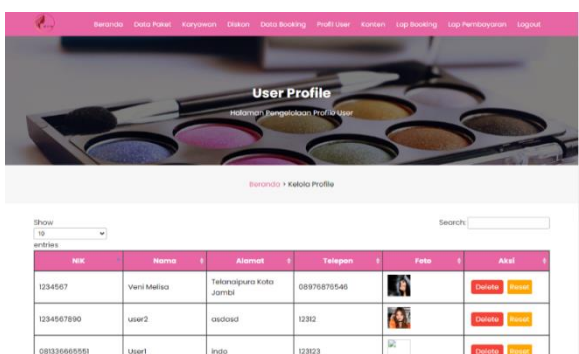 Beranda Data Paket Karyawan Diskon Data Booking Profil User Konten Lap Booking Lap Pembayaran Logout
User Profile
Halaman Pengelolaan Profile User
Beranda > Kelola Profile
Show
10
entries
Search:
NIK Nama Alamat Telepon Foto Aksi
1234567 Veni Melisa Telanaipura Kota Jambi 08976876546 Delete Reset
1234567890 user2 asdasd 12312 Delete Reset
081336665551 User1 indo 123123 Delete Reset